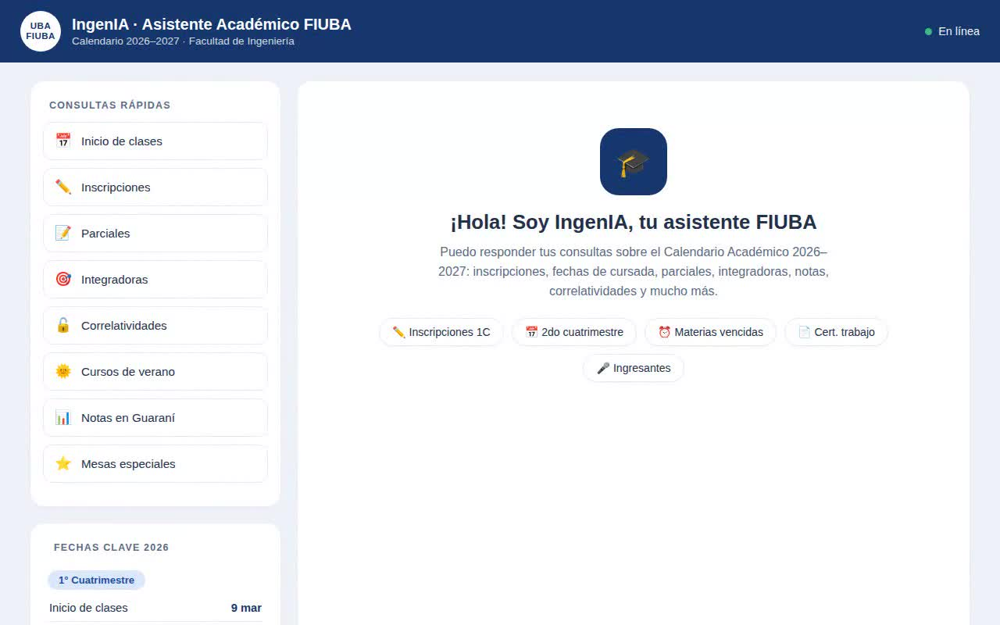 UBA
FIUBA
IngenIA · Asistente Académico FIUBA
Calendario 2026–2027 · Facultad de Ingeniería
En línea
CONSULTAS RÁPIDAS
Inicio de clases
Inscripciones
Parciales
Integradoras
Correlatividades
Cursos de verano
Notas en Guaraní
Mesas especiales
FECHAS CLAVE 2026
1° Cuatrimestre
Inicio de clases 9 mar
¡Hola! Soy IngenIA, tu asistente FIUBA
Puedo responder tus consultas sobre el Calendario Académico 2026–
2027: inscripciones, fechas de cursada, parciales, integradoras, notas,
correlatividades y mucho más.
Inscripciones 1C
2do cuatrimestre
Materias vencidas
Cert. trabajo
Ingresantes